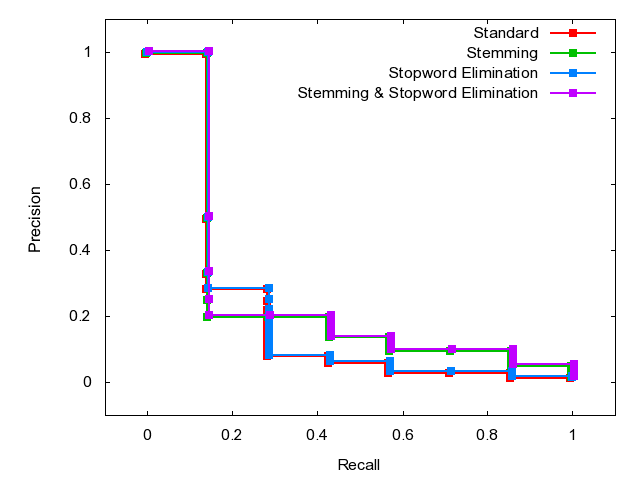 Standard
Stemming
Stopword Elimination
Stemming & Stopword Elimination
1
0.8
0.6
0.4
0.2
0
Precision
0 0.2 0.4 0.6 0.8 1
Recall